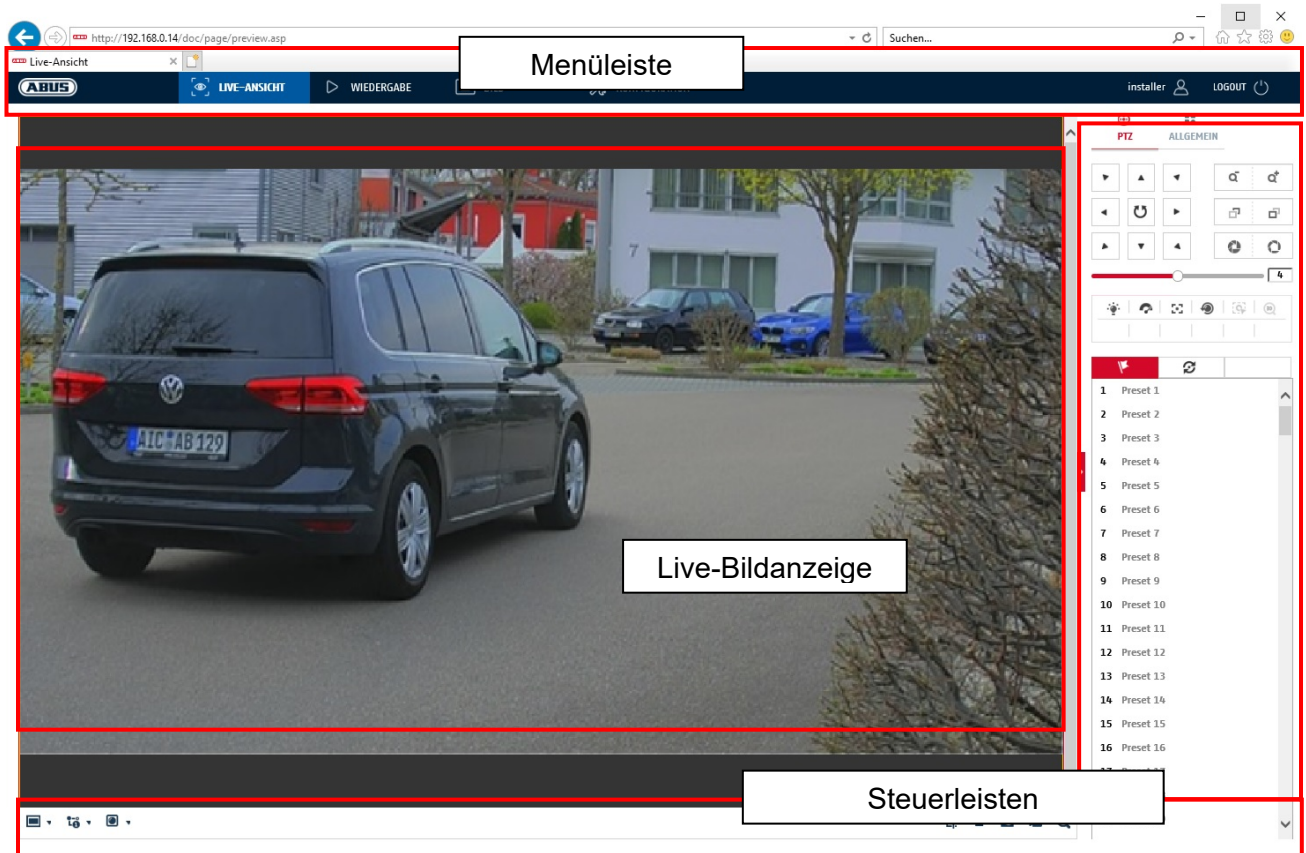 http://192.168.0.14/doc/page/preview.asp
Suchen...
Live-Ansicht
Menüleiste
ABUS
LIVE-ANSICHT
WIEDERGABE
installer
LOGOUT
PTZ
ALLGEMEIN
7
4
AIC AB 129
1 Preset 1
2 Preset 2
3 Preset 3
4 Preset 4
5 Preset 5
6 Preset 6
7 Preset 7
8 Preset 8
9 Preset 9
10 Preset 10
11 Preset 11
12 Preset 12
13 Preset 13
14 Preset 14
15 Preset 15
16 Preset 16
Live-Bildanzeige
Steuerleisten